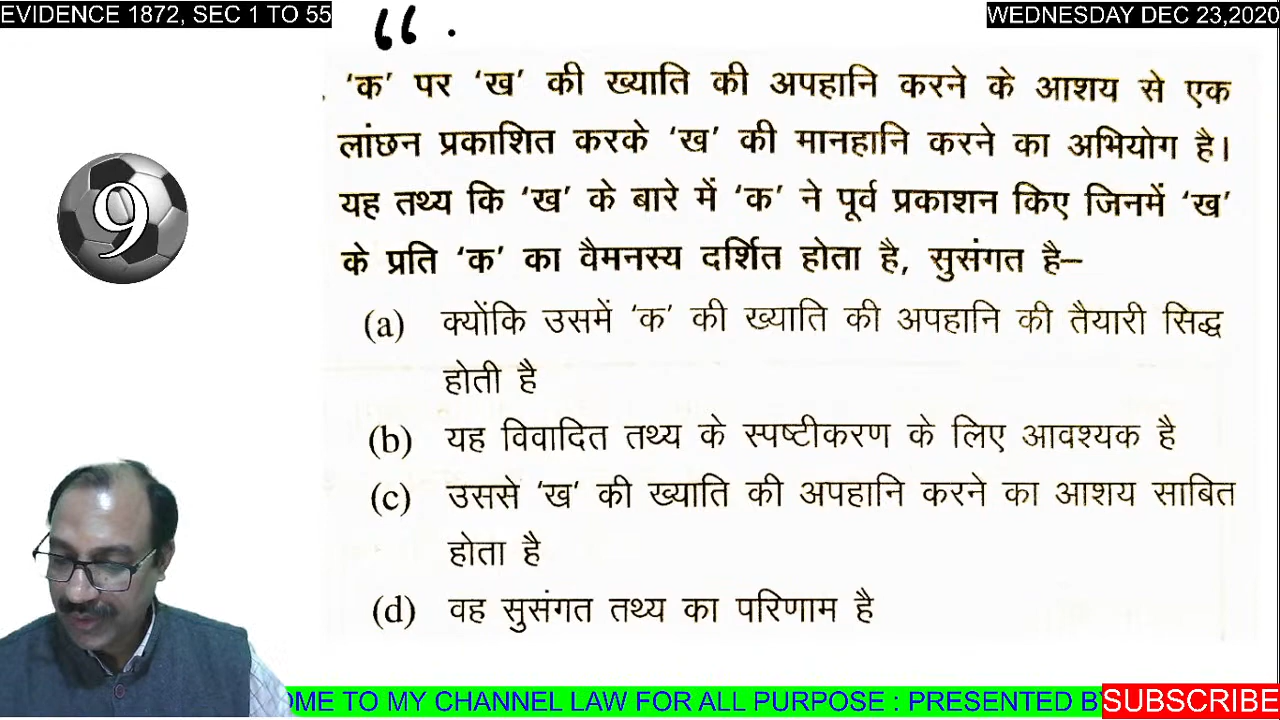 EVIDENCE 1872, SEC 1 TO 55
WEDNESDAY DEC 23,2020
66.
'क' पर 'ख' की ख्याति की अपहानि करने के आशय से एक
लांछन प्रकाशित करके 'ख' की मानहानि करने का अभियोग है।
यह तथ्य कि 'ख' के बारे में 'क' ने पूर्व प्रकाशन किए जिनमें 'ख'
के प्रति 'क' का वैमनस्य दर्शित होता है, सुसंगत है–
9
(a) क्योंकि उसमें 'क' की ख्याति की अपहानि की तैयारी सिद्ध
होती है
(b) यह विवादित तथ्य के स्पष्टीकरण के लिए आवश्यक है
(c) उससे 'ख' की ख्याति की अपहानि करने का आशय साबित
होता है
(d) वह सुसंगत तथ्य का परिणाम है
OME TO MY CHANNEL LAW FOR ALL PURPOSE : PRESENTED B
SUBSCRIBE